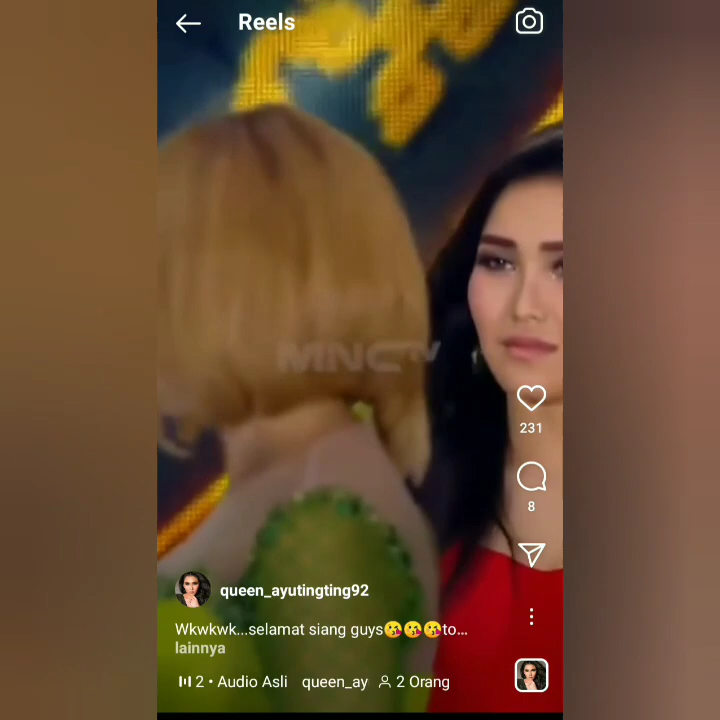 Reels
MNCTV
231
8
queen_ayutingting92
Wkwkwk...selamat siang guys😘😘😘to...
lainnya
2 • Audio Asli queen_ay 2 Orang